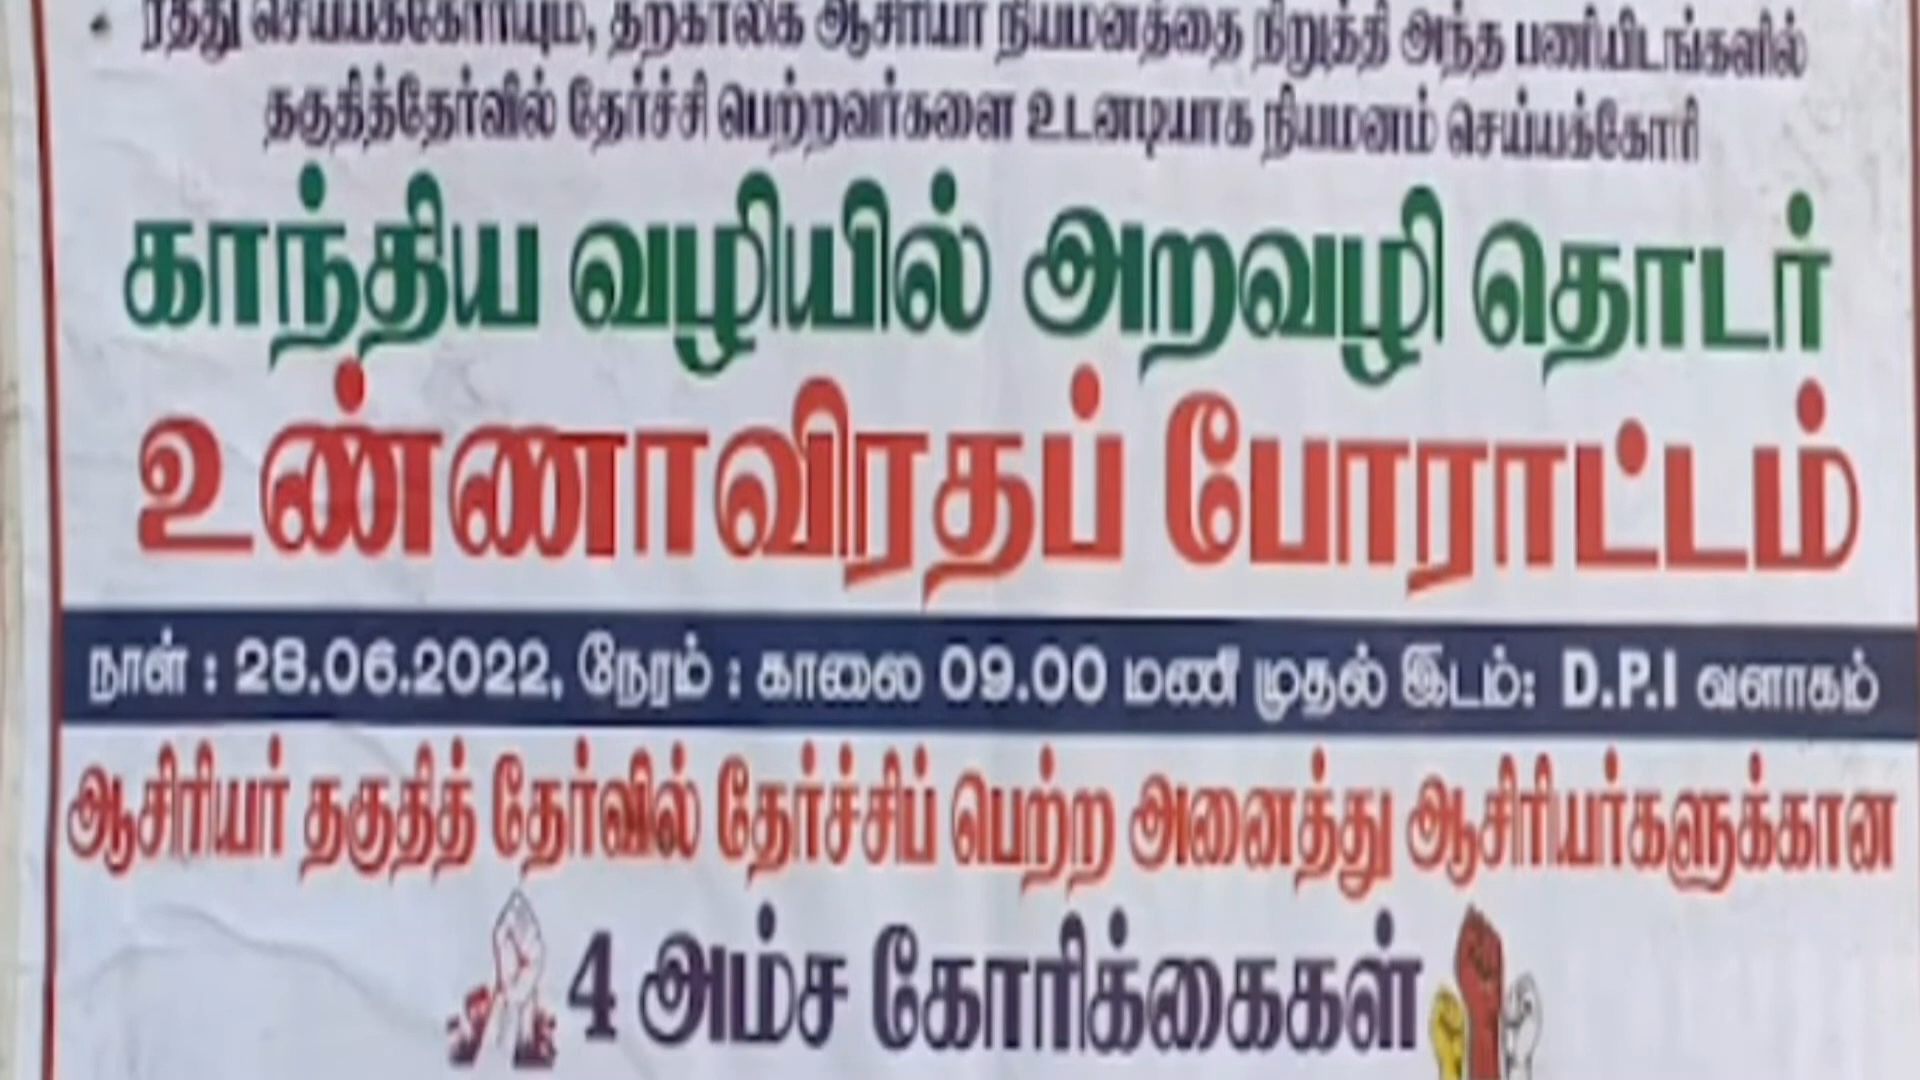 ரத்து செய்யக்கோரியும், தற்காலிக ஆசிரியர் நியமனத்தை நிறுத்தி அந்த பணியிடங்களில்
தகுதித்தேர்வில் தேர்ச்சி பெற்றவர்களை உடனடியாக நியமனம் செய்யக்கோரி
காந்திய வழியில் அறவழி தொடர்
உண்ணாவிரதப் போராட்டம்
நாள் : 28.06.2022, நேரம் : காலை 09.00 மணி முதல் இடம்: D.P.I வளாகம்
ஆசிரியர் தகுதித் தேர்வில் தேர்ச்சிப் பெற்ற அனைத்து ஆசிரியர்களுக்கான
4 அம்ச கோரிக்கைகள்